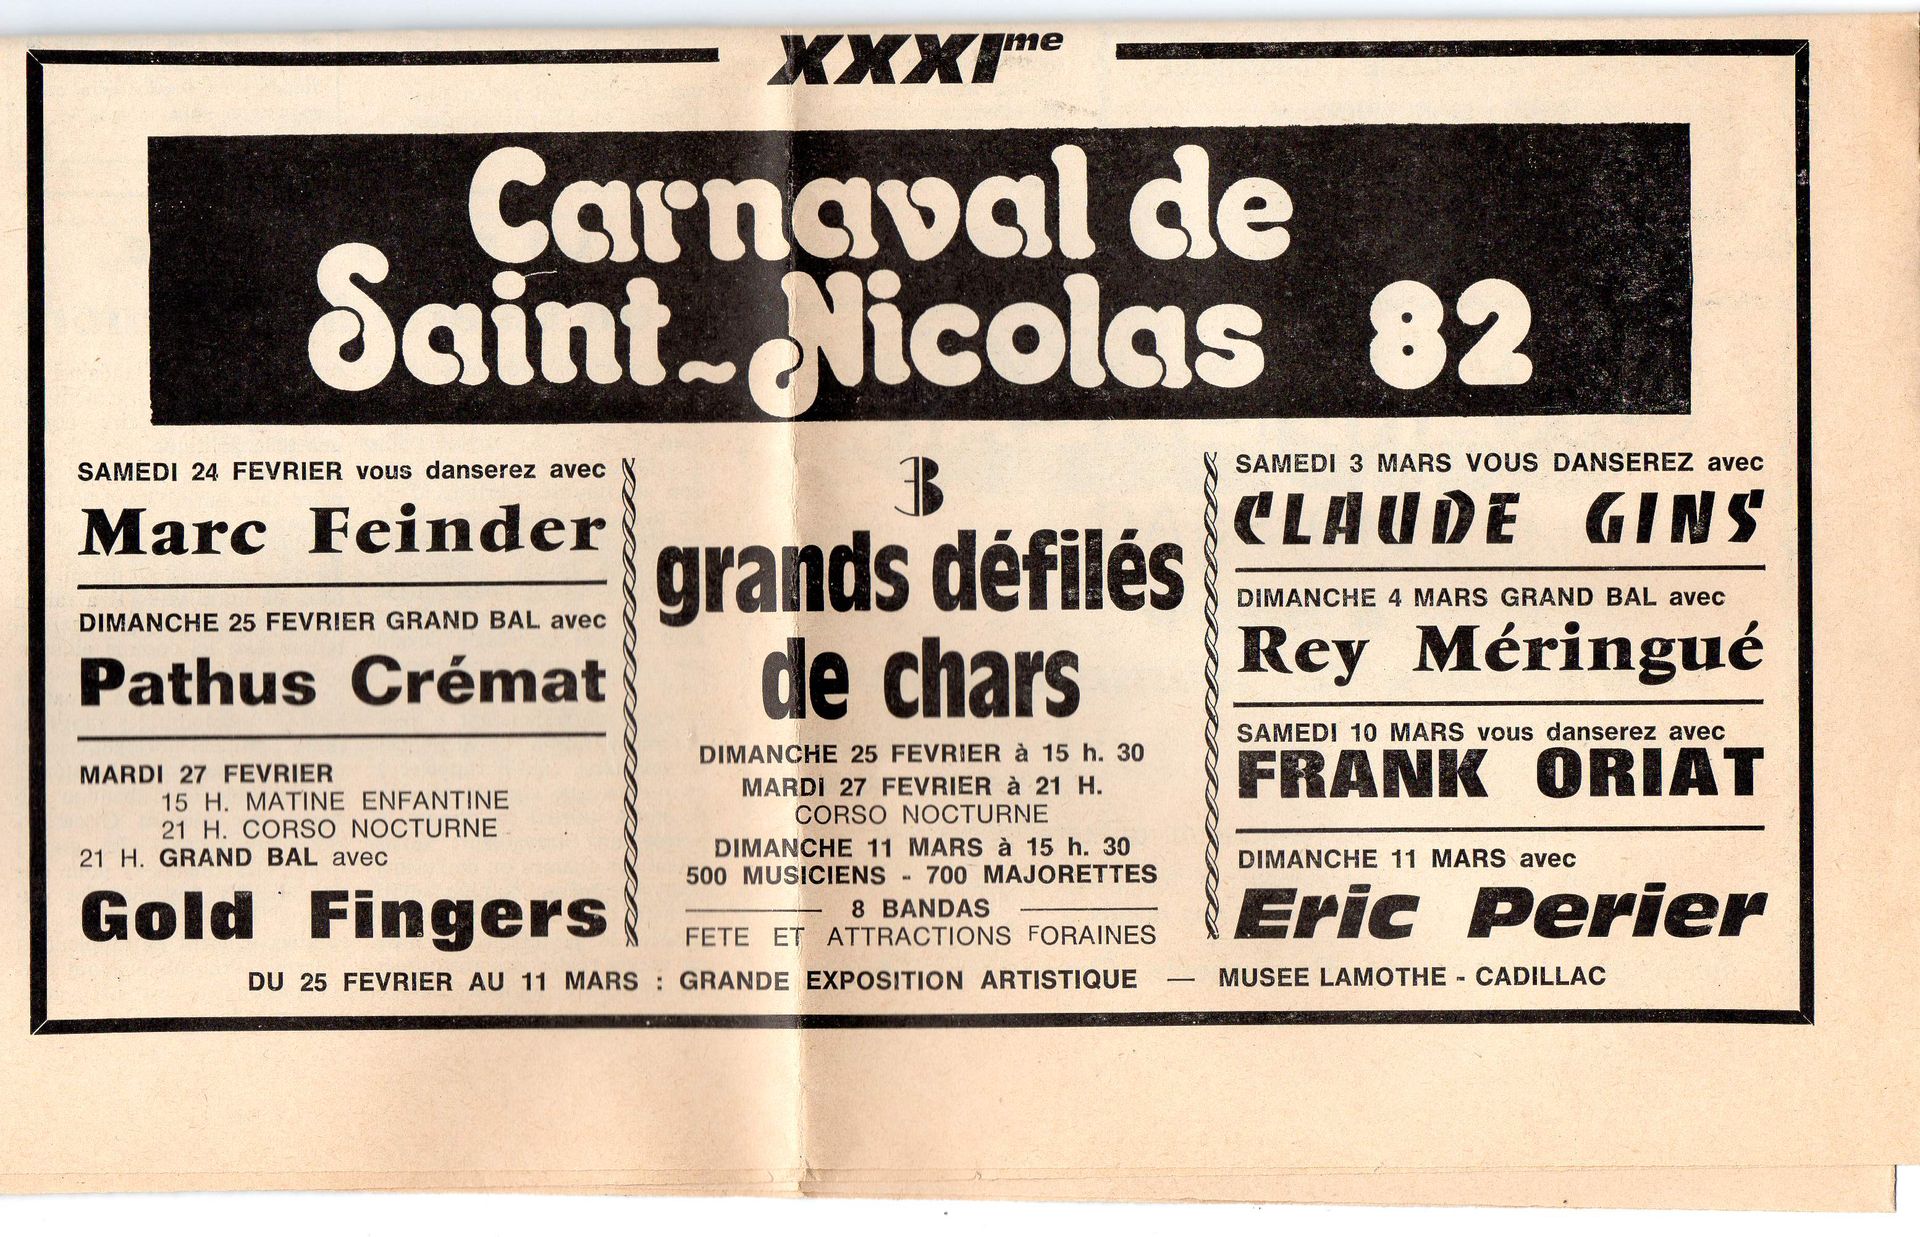 XXXIme
Carnaval de
Saint-Nicolas 82
SAMEDI 24 FEVRIER vous danserez avec
Marc Feinder
DIMANCHE 25 FEVRIER GRAND BAL avec
Pathus Crémat
MARDI 27 FEVRIER
15 H. MATINE ENFANTINE
21 H. CORSO NOCTURNE
21 H. GRAND BAL avec
Gold Fingers
3
grands défilés
de chars
DIMANCHE 25 FEVRIER à 15 h. 30
MARDI 27 FEVRIER à 21 H.
CORSO NOCTURNE
DIMANCHE 11 MARS à 15 h. 30
500 MUSICIENS - 700 MAJORETTES
8 BANDAS
FETE ET ATTRACTIONS FORAINES
SAMEDI 3 MARS VOUS DANSEREZ avec
CLAUDE GINS
DIMANCHE 4 MARS GRAND BAL avec
Rey Méringué
SAMEDI 10 MARS vous danserez avec
FRANK ORIAT
DIMANCHE 11 MARS avec
Eric Perier
DU 25 FEVRIER AU 11 MARS : GRANDE EXPOSITION ARTISTIQUE — MUSEE LAMOTHE - CADILLAC